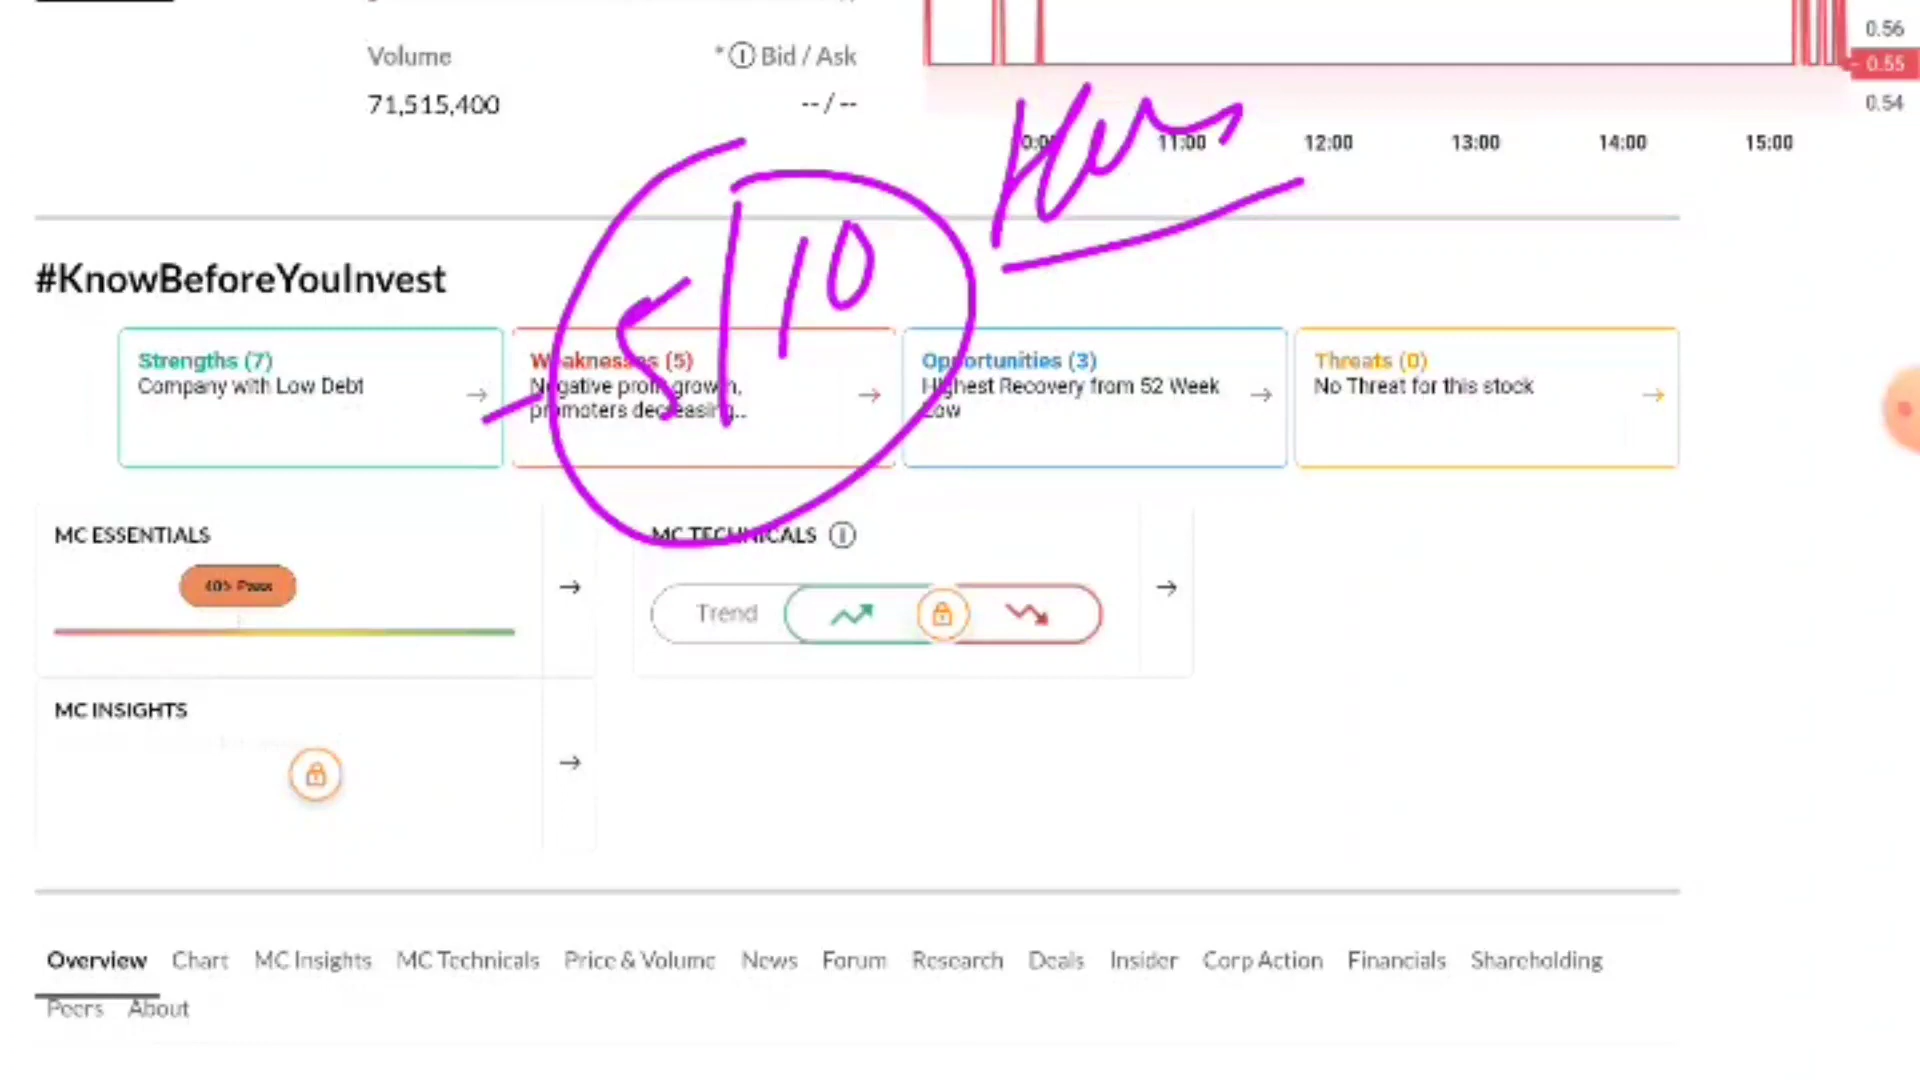 0.56
Volume * Bid / Ask
0.55
71,515,400 -- / --
0.54
11:00 12:00 13:00 14:00 15:00
10
#KnowBeforeYouInvest
Strengths (7) Weaknesses (5) Opportunities (3) Threats (0)
Company with Low Debt Negative profit growth, Highest Recovery from 52 Week No Threat for this stock
promoters decreasing... Low
MC ESSENTIALS MC TECHNICALS
40% Pass
Trend
MC INSIGHTS
Overview Chart MC Insights MC Technicals Price & Volume News Forum Research Deals Insider Corp Action Financials Shareholding
Peers About